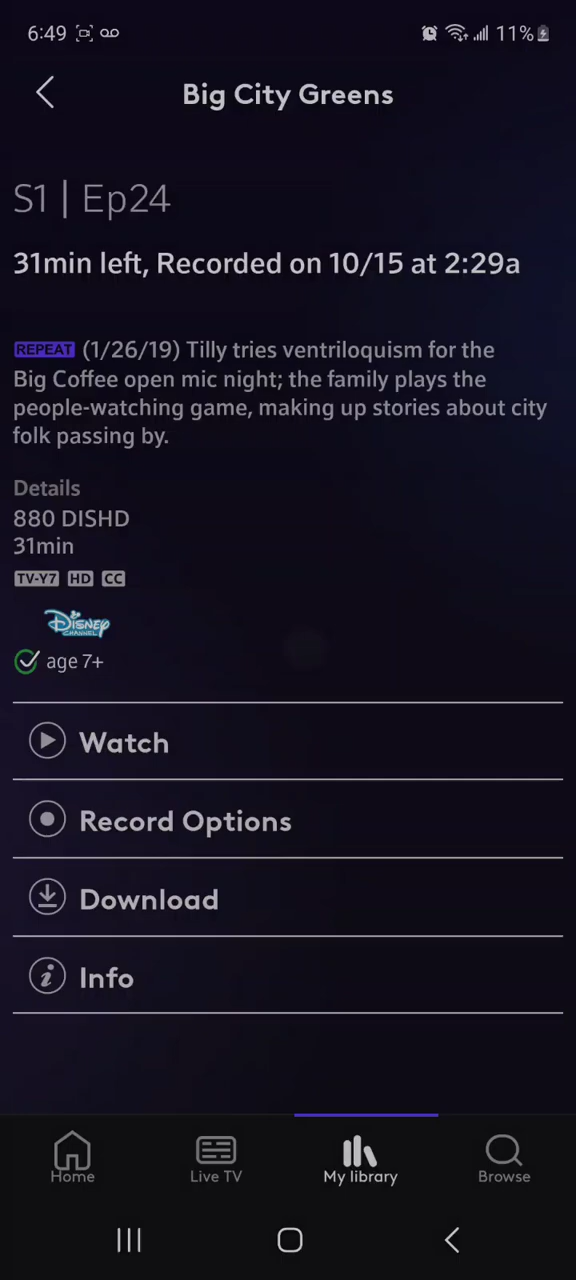 6:49 11%
Big City Greens
S1 | Ep24
31min left, Recorded on 10/15 at 2:29a
REPEAT (1/26/19) Tilly tries ventriloquism for the
Big Coffee open mic night; the family plays the
people-watching game, making up stories about city
folk passing by.
Details
880 DISHD
31min
TV-Y7 HD CC
Disney
CHANNEL
age 7+
Watch
Record Options
Download
Info
Home Live TV My library Browse